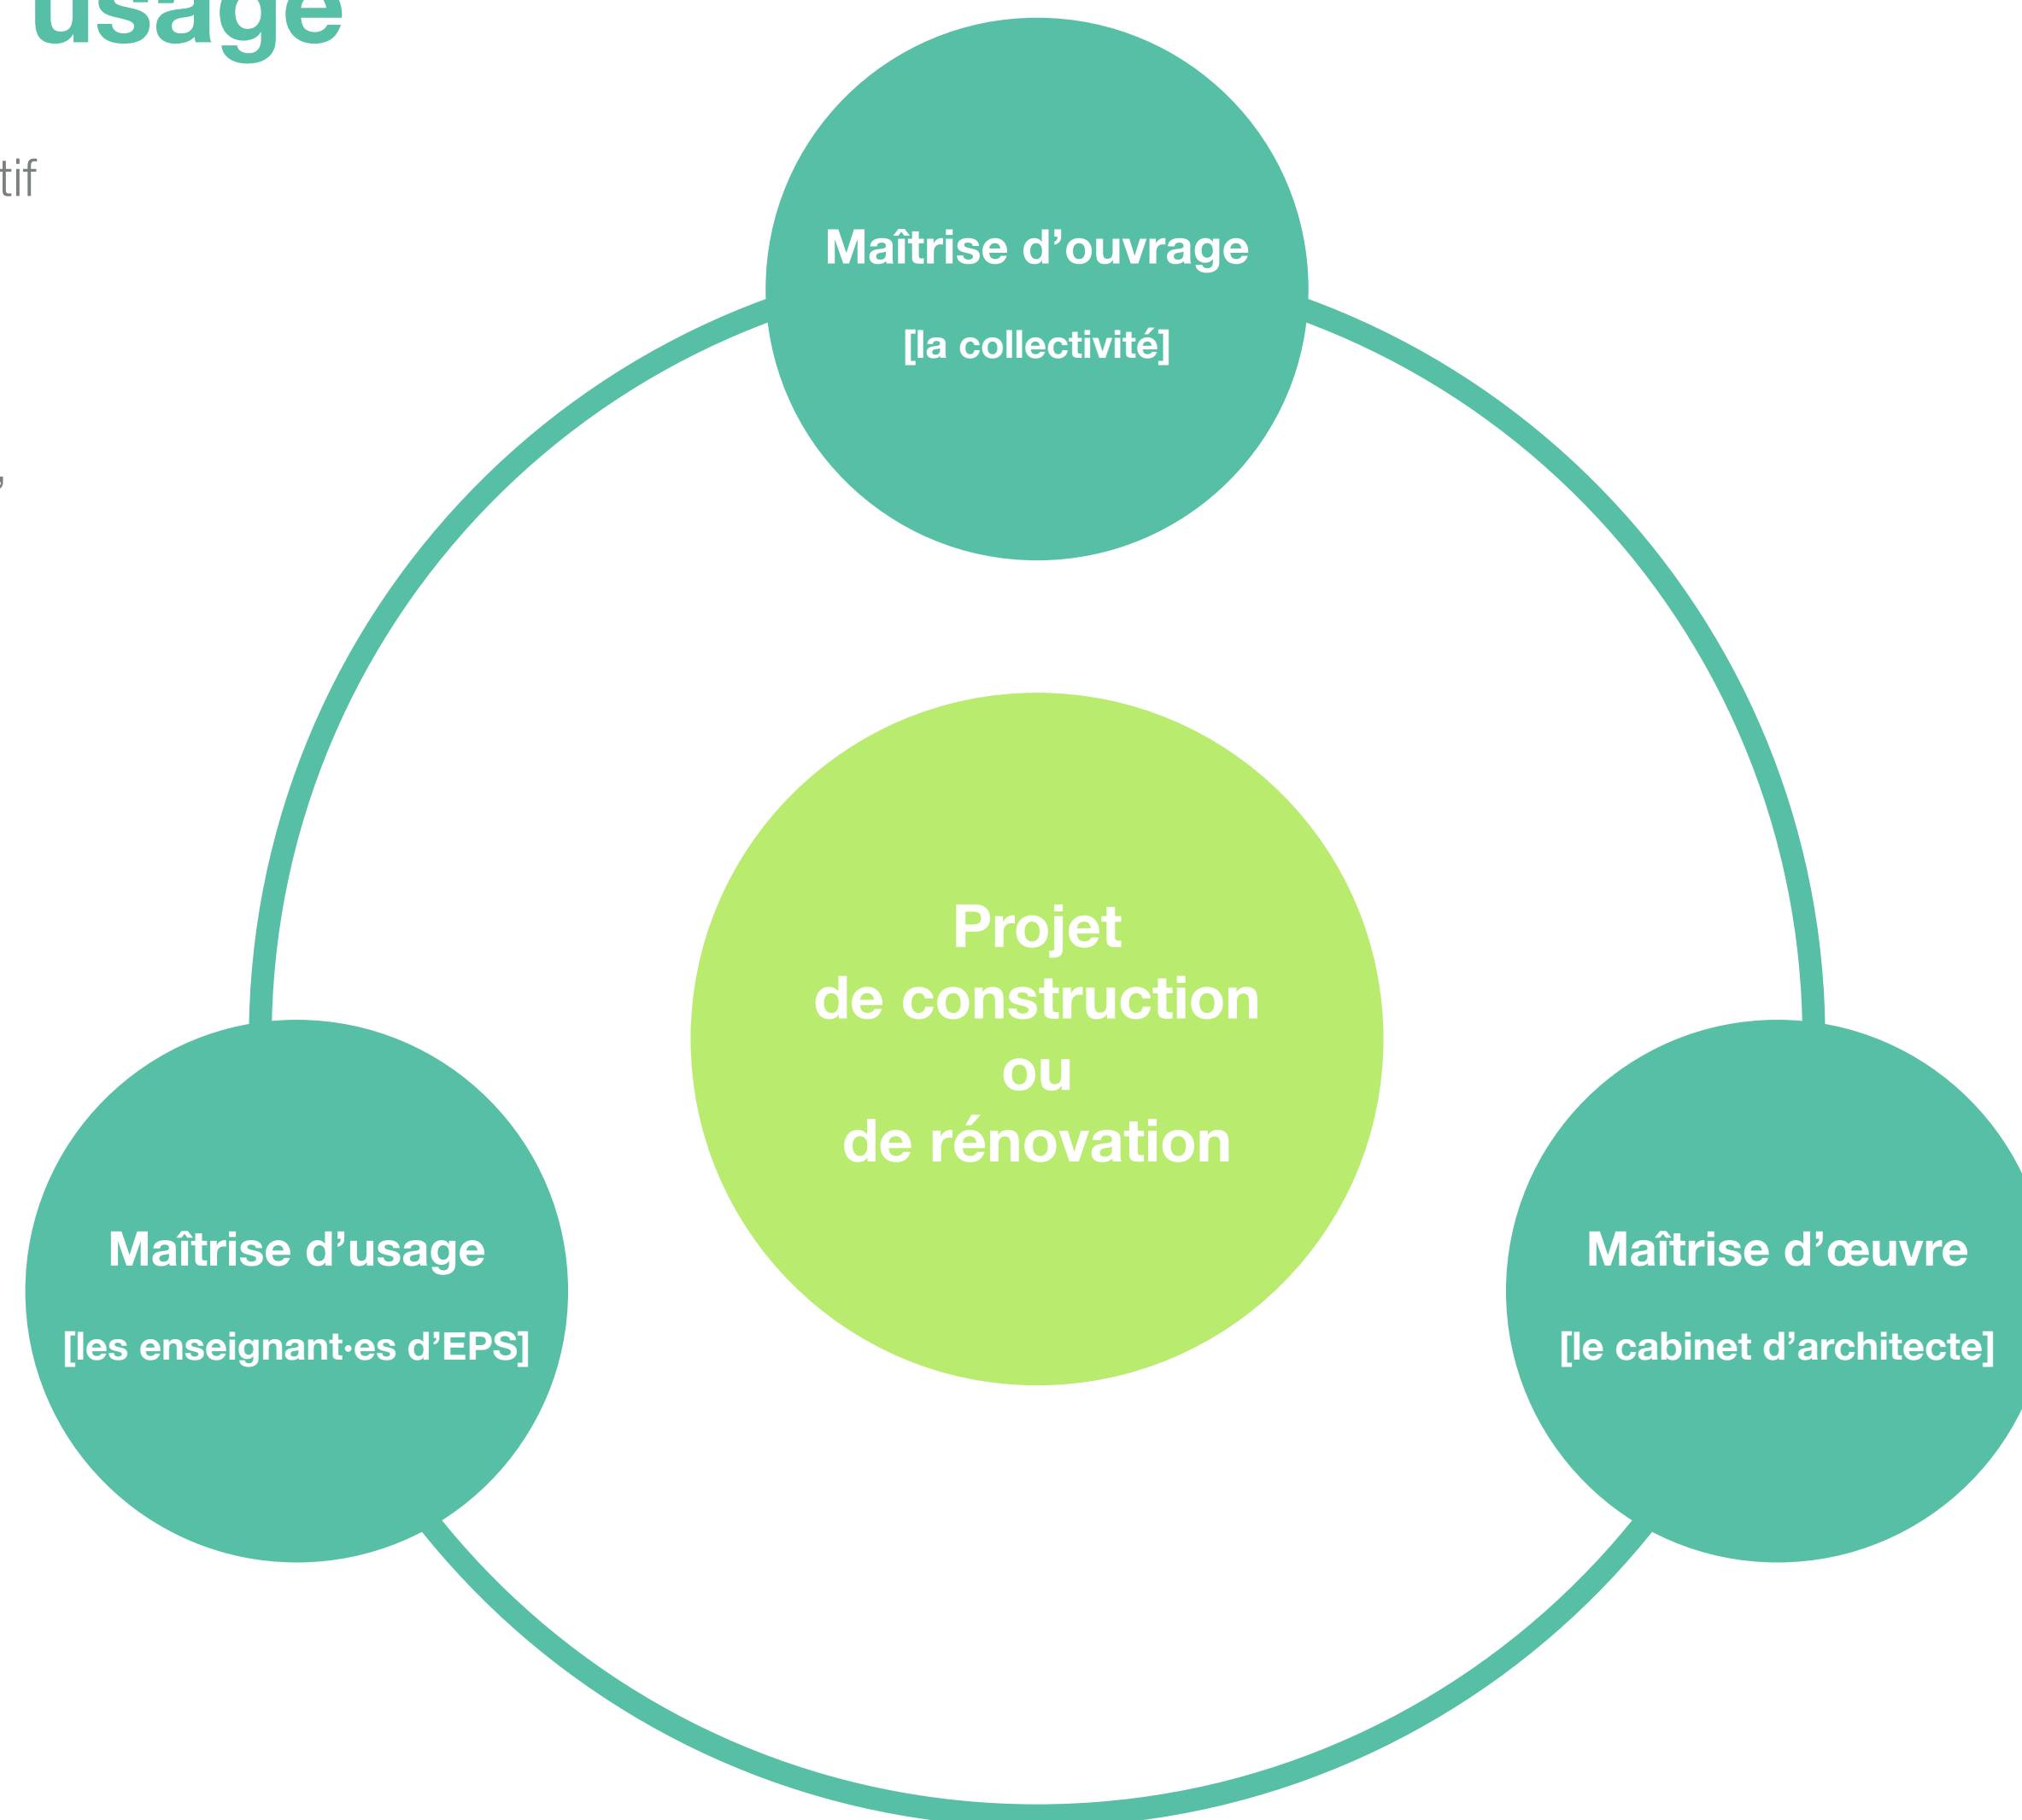 usage
tif
,
Maîtrise d’ouvrage
[la collectivité]
Projet
de construction
ou
de rénovation
Maîtrise d’usage
[les enseignant•es d’EPS]
Maîtrise d’œuvre
[le cabinet d’architecte]